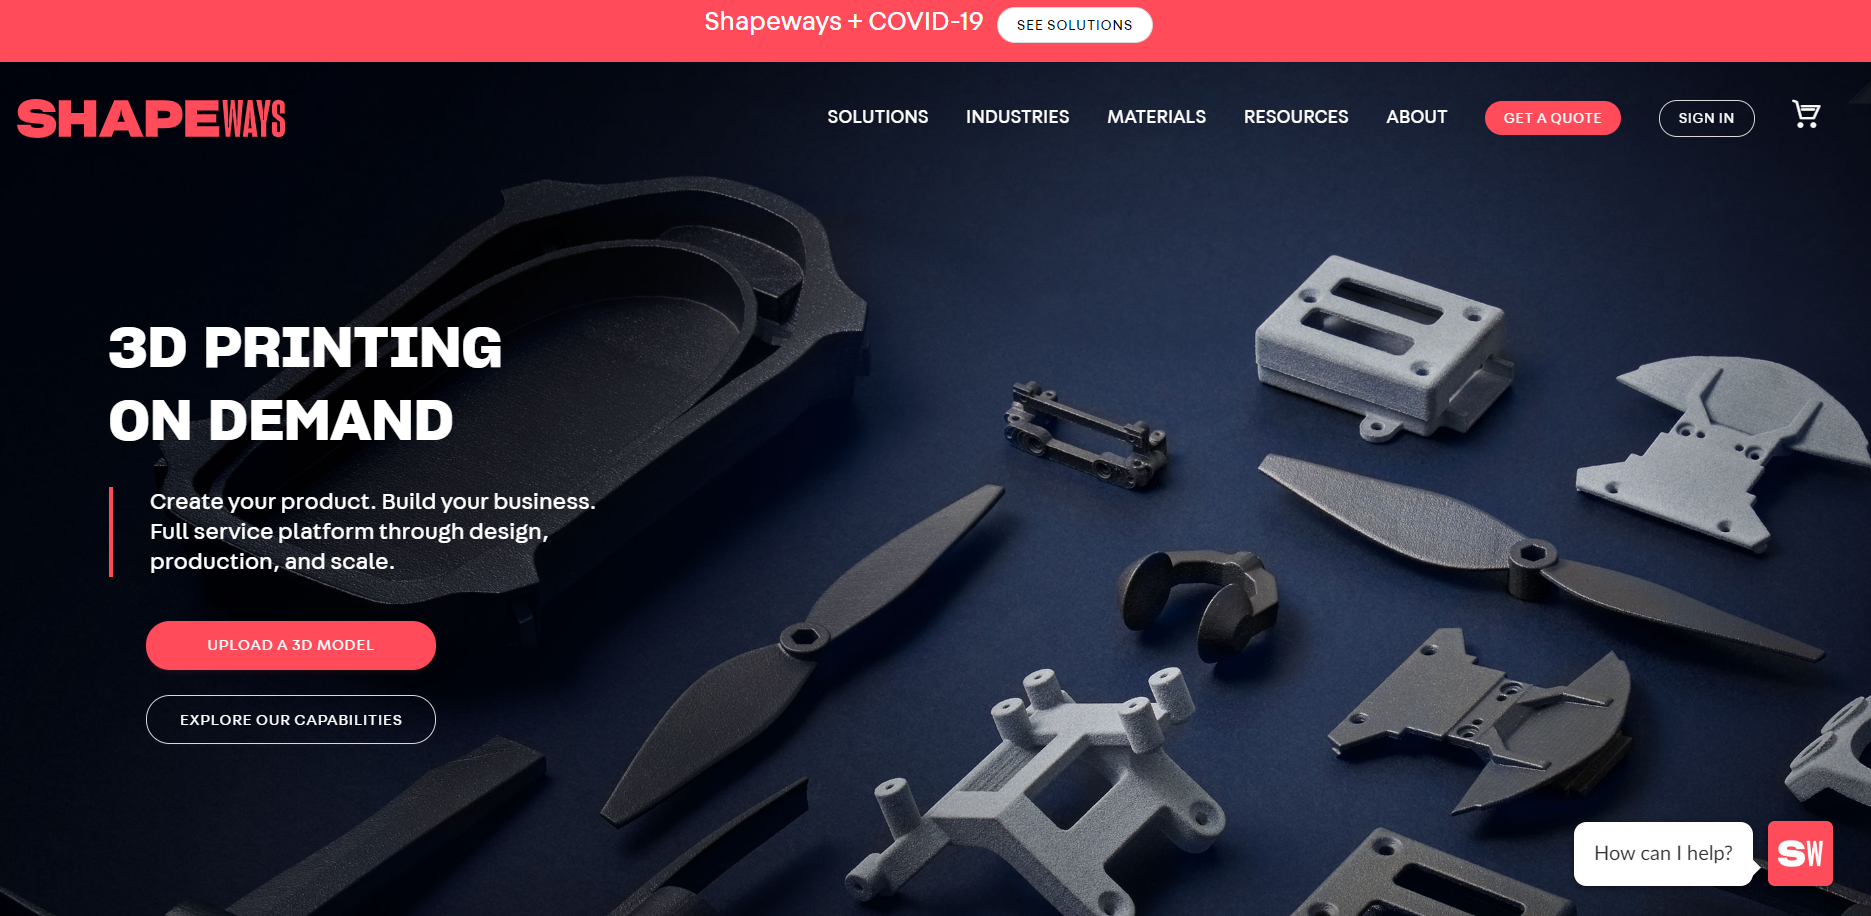 Shapeways + COVID-19 SEE SOLUTIONS
SHAPEWAYS SOLUTIONS INDUSTRIES MATERIALS RESOURCES ABOUT GET A QUOTE SIGN IN
3D PRINTING
ON DEMAND
Create your product. Build your business.
Full service platform through design,
production, and scale.
UPLOAD A 3D MODEL
EXPLORE OUR CAPABILITIES
How can I help? SW